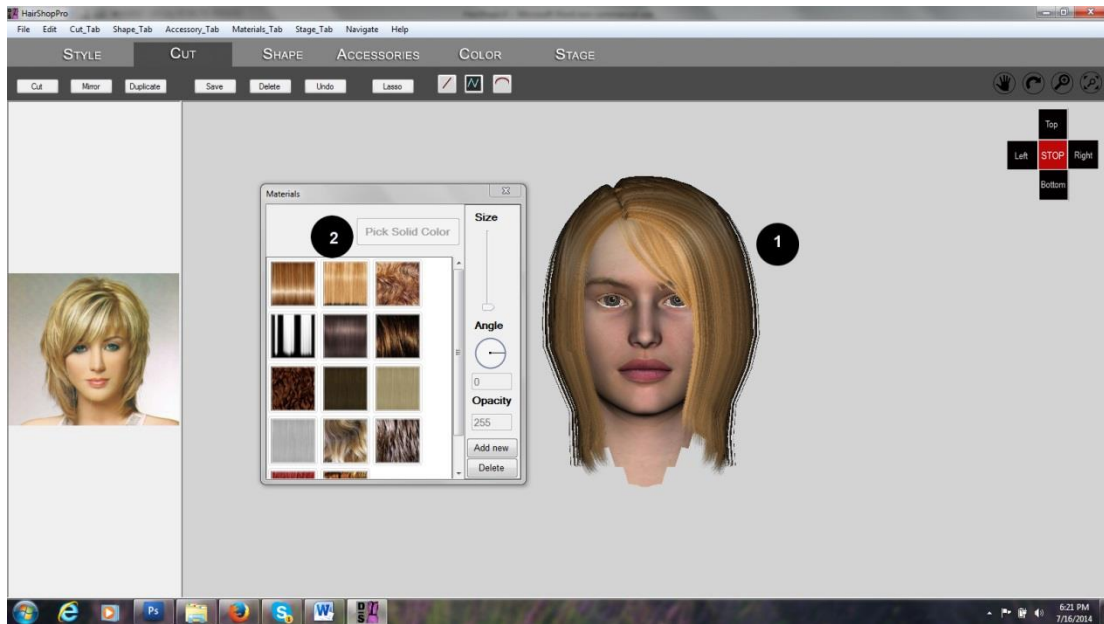 HairShopPro
File Edit Cut_Tab Shape_Tab Accessory_Tab Materials_Tab Stage_Tab Navigate Help
STYLE CUT SHAPE ACCESSORIES COLOR STAGE
Cut Mirror Duplicate Save Delete Undo Lasso
Top
Left STOP Right
Bottom
Materials
Size
2 Pick Solid Color
1
Angle
0
Opacity
255
Add new
Delete
Ps S W D S
6:21 PM
7/16/2014